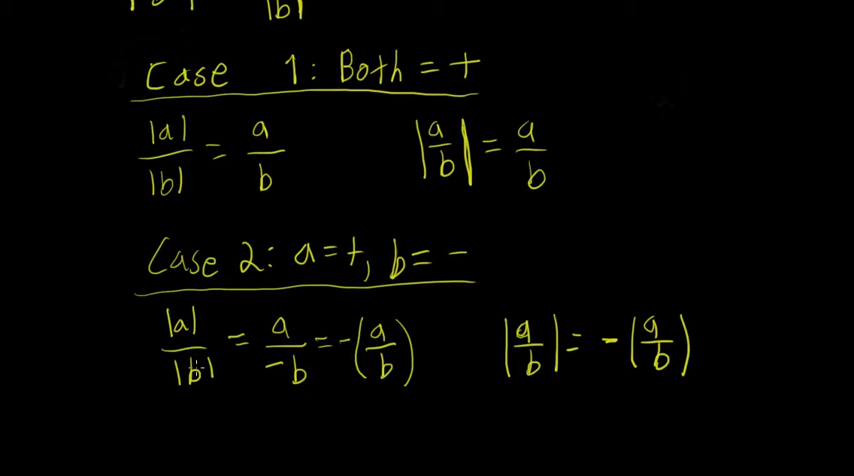 |b|
Case 1: Both = +
|a|/|b| = a/b |a/b| = a/b
Case 2: a = +, b = -
|a|/|b| = a/-b = -(a/b) |a/b| = -(a/b)